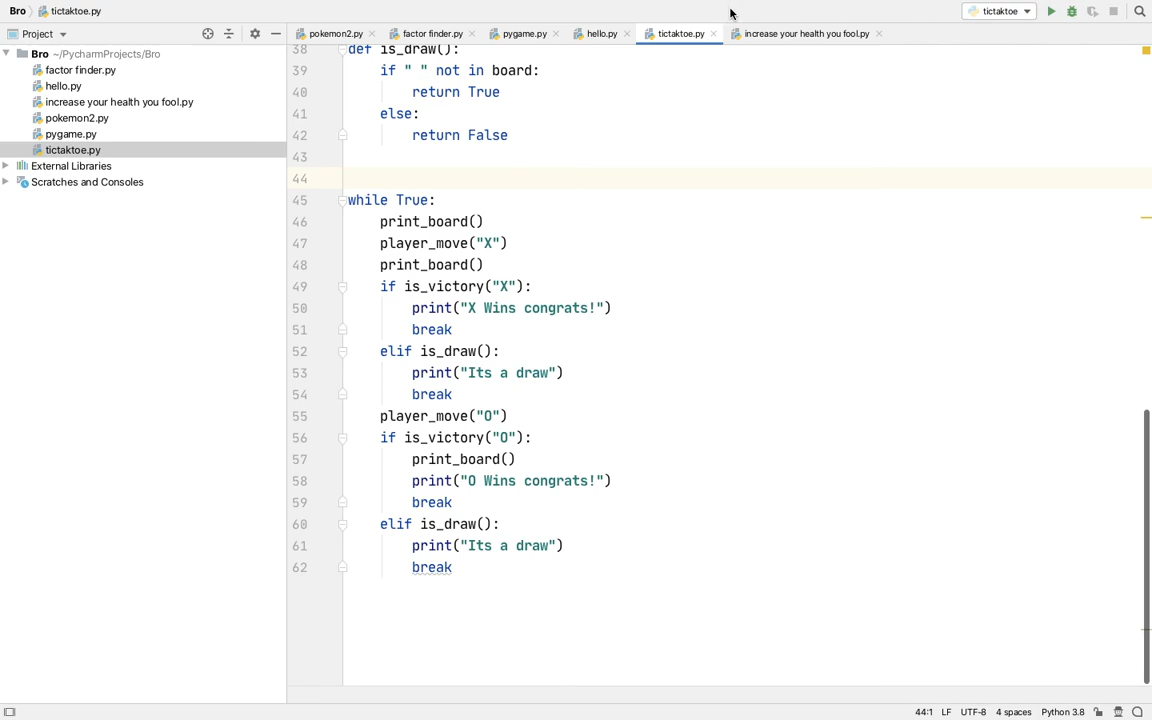 Bro tictaktoe.py tictaktoe
Project pokemon2.py factor finder.py pygame.py hello.py tictaktoe.py increase your health you fool.py
Bro ~/PycharmProjects/Bro
factor finder.py
hello.py
increase your health you fool.py
pokemon2.py
pygame.py
tictaktoe.py
External Libraries
Scratches and Consoles
38 def is_draw():
39 if " " not in board:
40 return True
41 else:
42 return False
43
44
45 while True:
46 print_board()
47 player_move("X")
48 print_board()
49 if is_victory("X"):
50 print("X Wins congrats!")
51 break
52 elif is_draw():
53 print("Its a draw")
54 break
55 player_move("O")
56 if is_victory("O"):
57 print_board()
58 print("O Wins congrats!")
59 break
60 elif is_draw():
61 print("Its a draw")
62 break
44:1 LF UTF-8 4 spaces Python 3.8